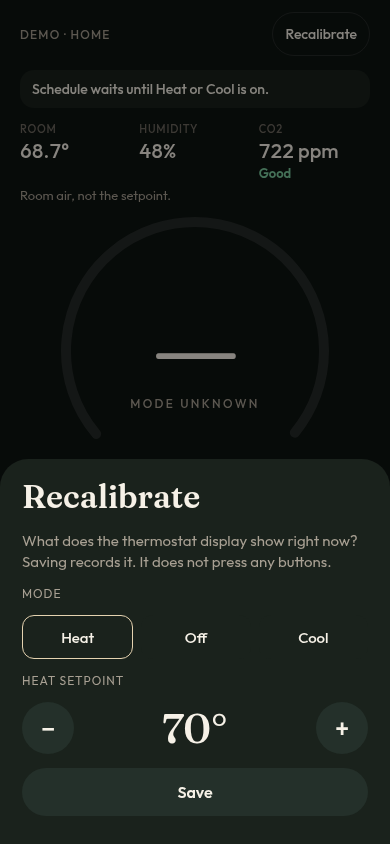 DEMO · HOME
Recalibrate
Schedule waits until Heat or Cool is on.
ROOM
HUMIDITY
CO2
68.7°
48%
722 ppm
Good
Room air, not the setpoint.
MODE UNKNOWN
Recalibrate
What does the thermostat display show right now?
Saving records it. It does not press any buttons.
MODE
Heat
Off
Cool
HEAT SETPOINT
−
70°
+
Save